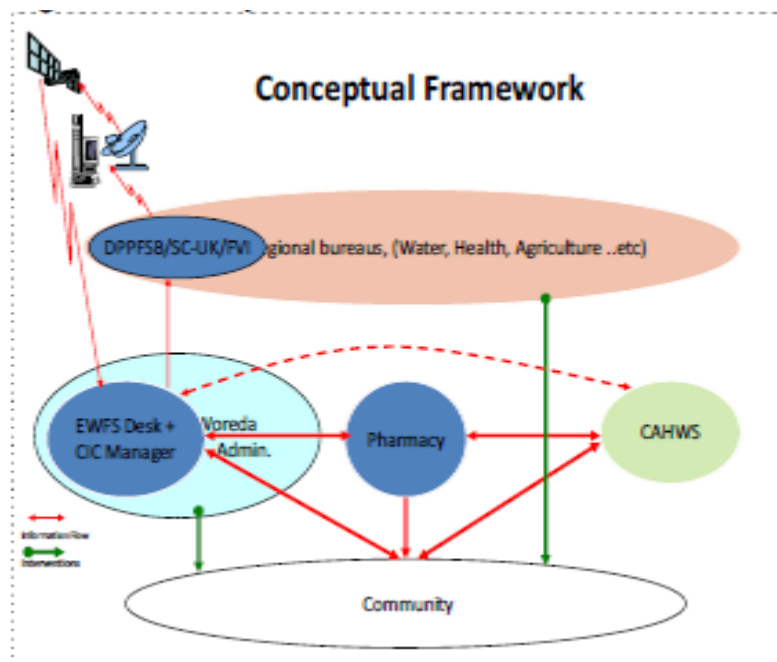 Conceptual Framework
DPPFSB/SC-UK/FVI egional bureaus, (Water, Health, Agriculture ..etc)
EWFS Desk +
CIC Manager
Woreda
Admin.
Pharmacy
CAHWS
Information Flow
Interventions
Community